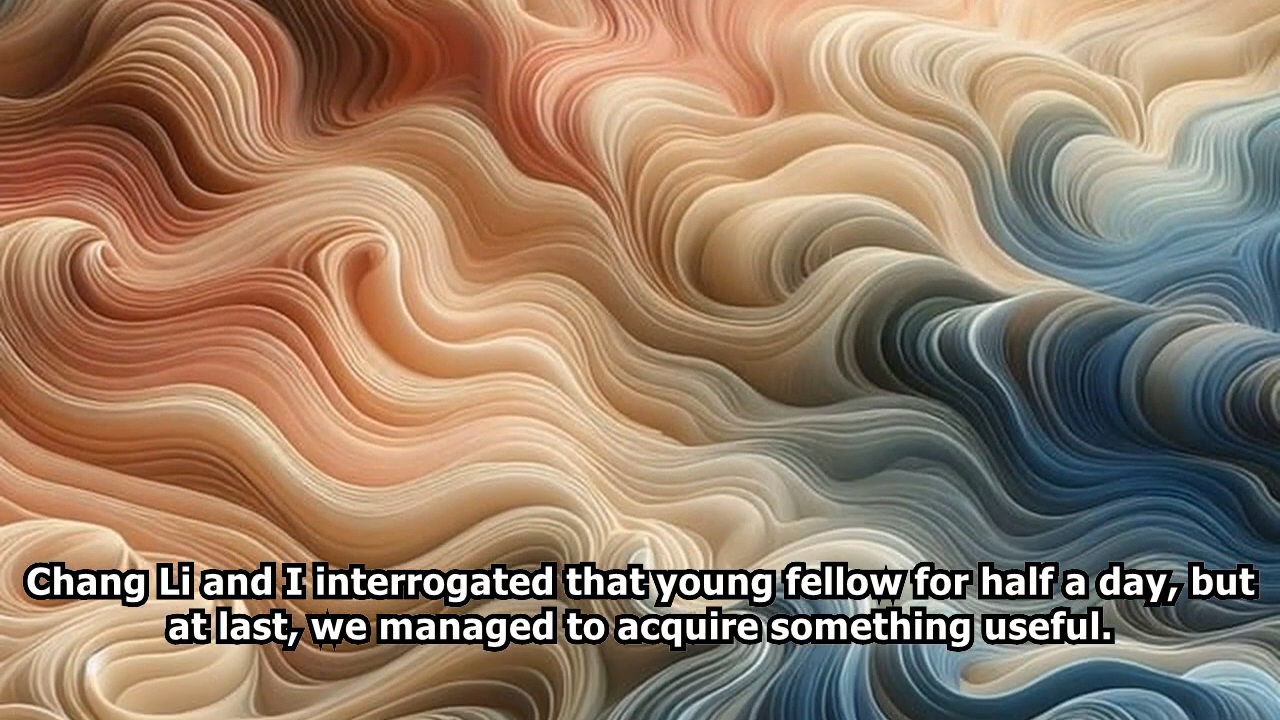 Chang Li and I interrogated that young fellow for half a day, but
at last, we managed to acquire something useful.